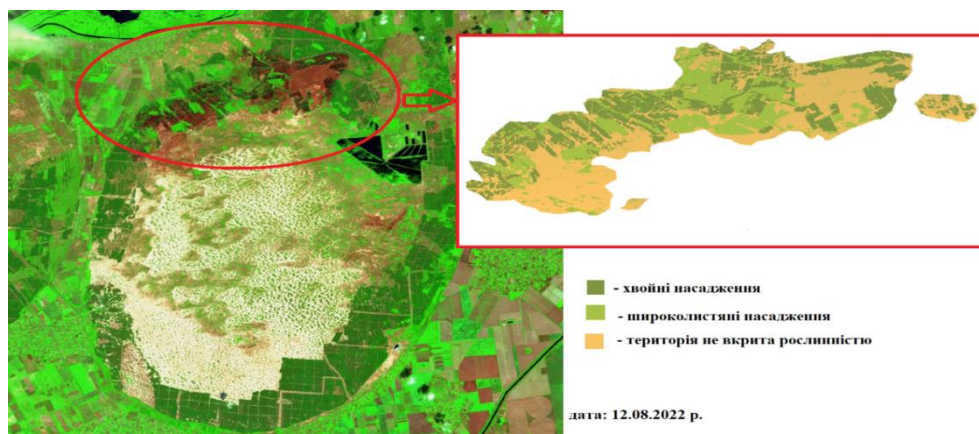 - хвойні насадження
- широколистяні насадження
- територія не вкрита рослинністю
дата: 12.08.2022 р.